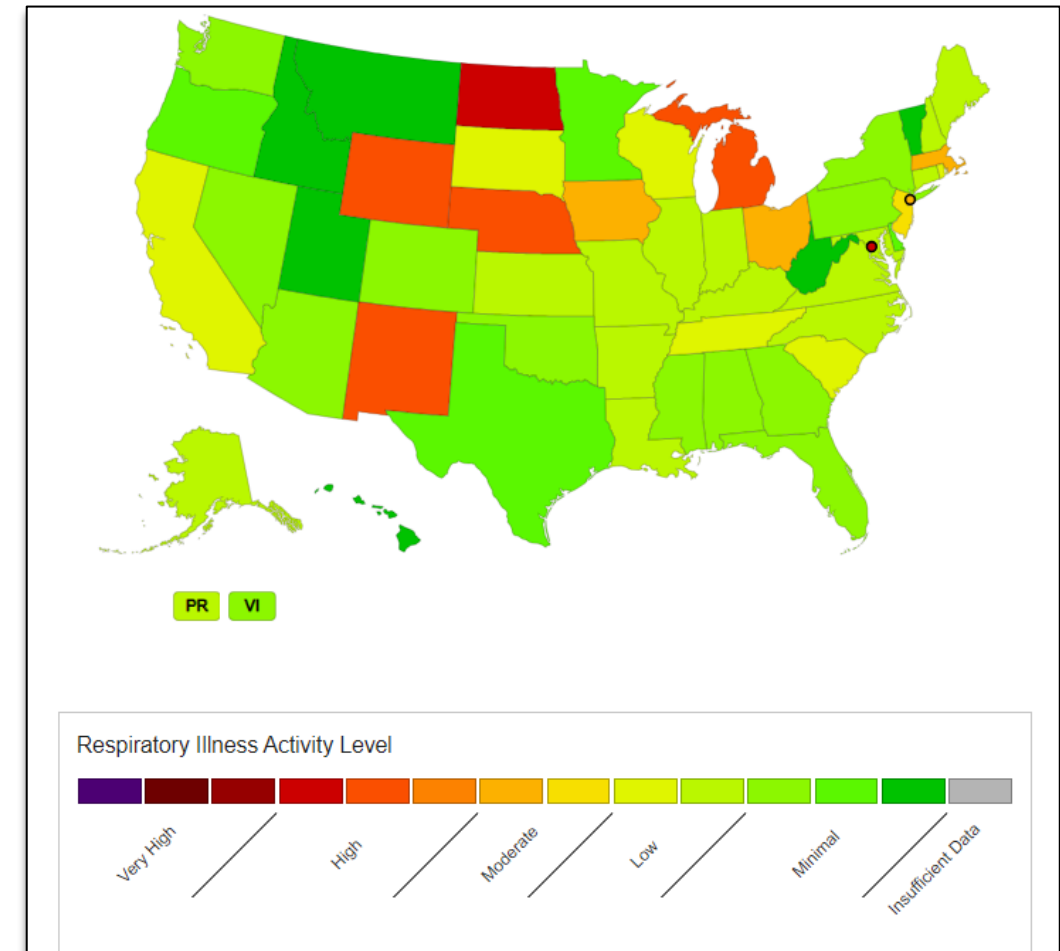 PR
VI
Respiratory Illness Activity Level
Very High
High
Moderate
Low
Minimal
Insufficient Data